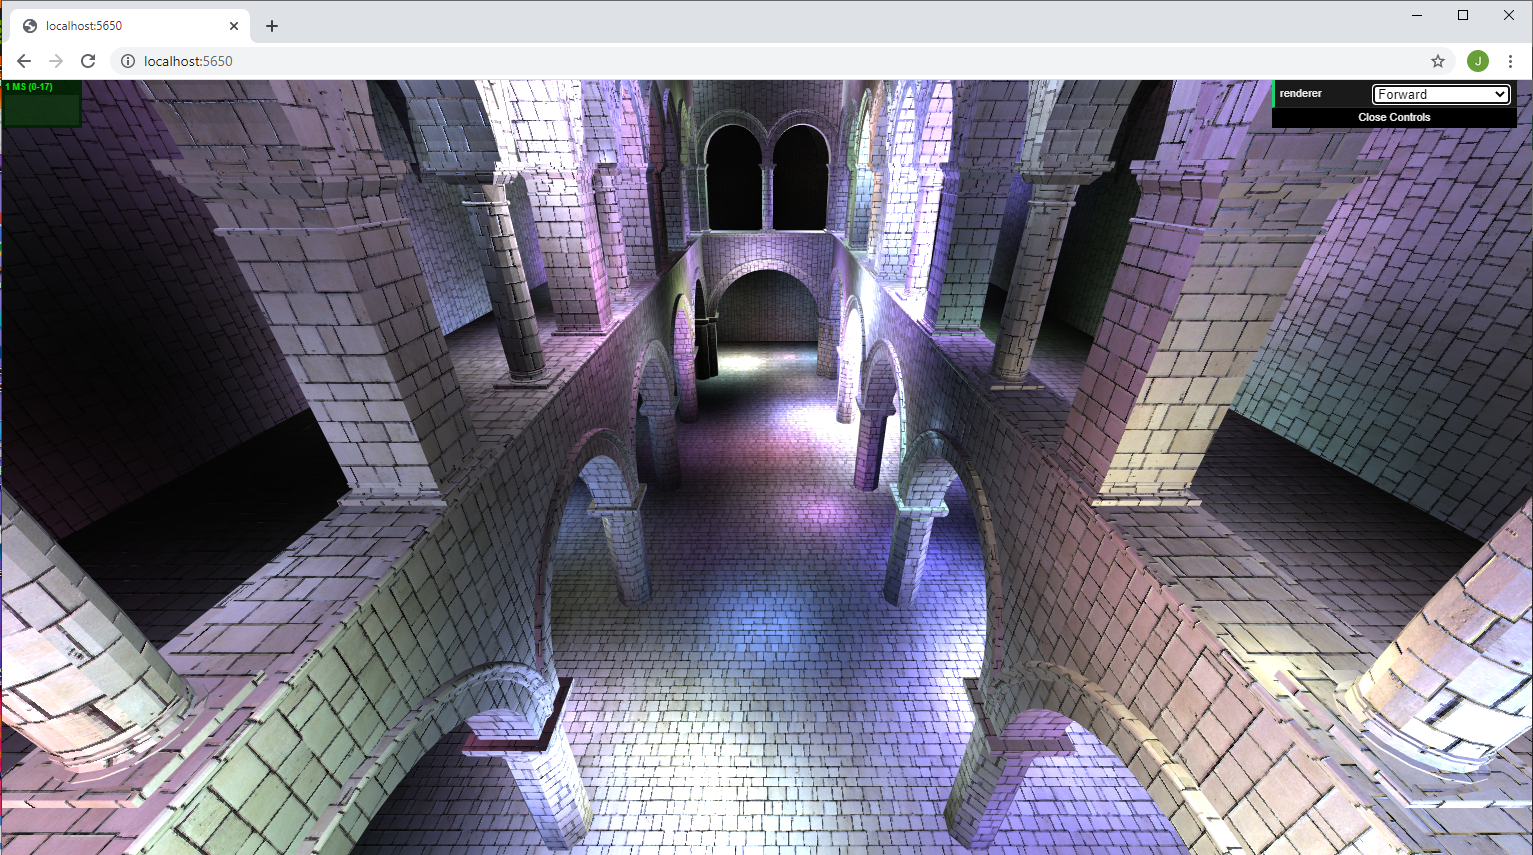 localhost:5650
localhost:5650
J
1 MS (0-17)
renderer
Forward
Close Controls